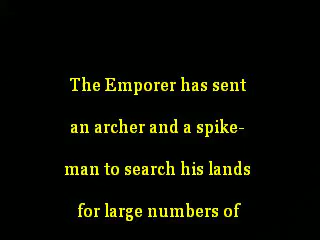 The Emporer has sent
an archer and a spike-
man to search his lands
for large numbers of